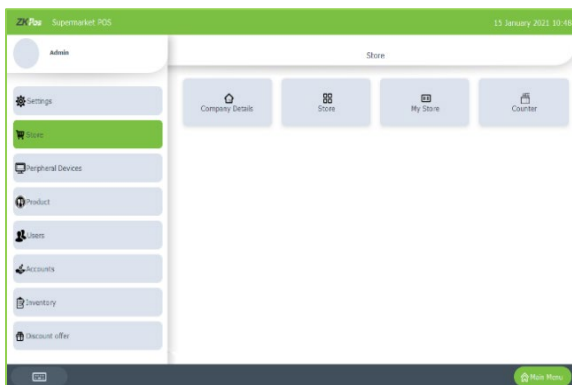 ZKPos Supermarket POS
13 January 2021 10:48
Admin
Store
Settings
Store
Perpheral Devices
Product
Users
Accounts
Inventory
Discount offer
Company Details
Store
My Store
Counter
Main Menu